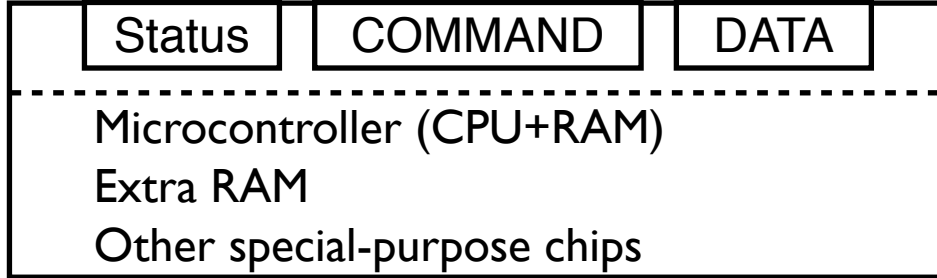 Status COMMAND DATA
Microcontroller (CPU+RAM)
Extra RAM
Other special-purpose chips